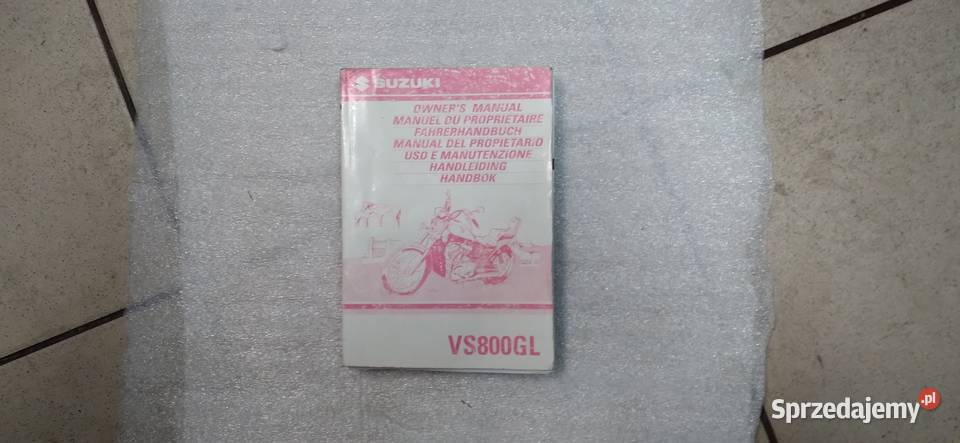 SUZUKI
OWNER'S MANUAL
MANUEL DU PROPRIETAIRE
FAHRERHANDBUCH
MANUAL DEL PROPIETARIO
USO E MANUTENZIONE
HANDLEIDING
HANDBOK
VS800GL
Sprzedajemy.pl